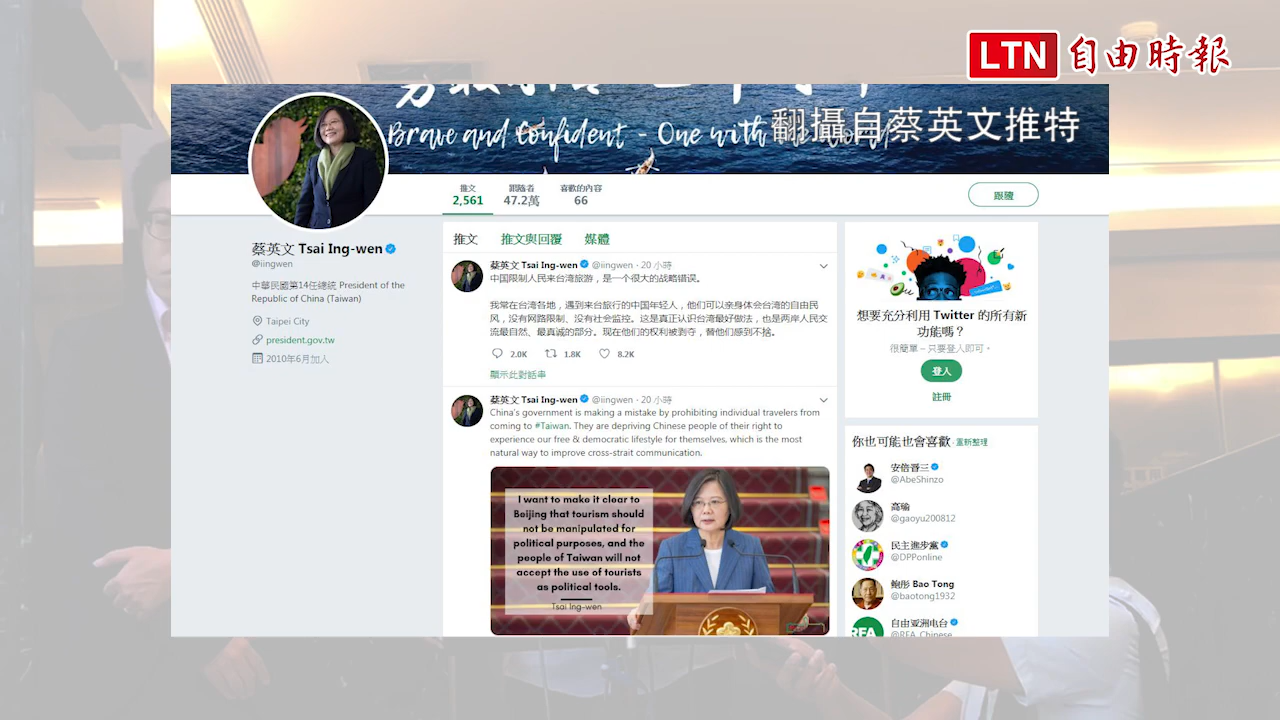 LTN 自由時報
Brave and Confident - One with the World
翻攝自蔡英文推特
推文 跟隨者 喜歡的內容
2,561 47.2萬 66
跟隨
蔡英文 Tsai Ing-wen
@iingwen
中華民國第14任總統 President of the
Republic of China (Taiwan)
Taipei City
president.gov.tw
2010年6月加入
推文 推文與回覆 媒體
蔡英文 Tsai Ing-wen @iingwen · 20 小時
中国限制人民来台湾旅游，是一个很大的战略错误。
我常在台湾各地，遇到来台旅行的中国年轻人，他们可以亲身体会台湾的自由民
风，没有网路限制、没有社会监控。这是真正认识台湾最好做法，也是两岸人民交
流最自然、最真诚的部分。现在他们的权利被剥夺，替他们感到不捨。
2.0K 1.8K 8.2K
顯示此對話串
蔡英文 Tsai Ing-wen @iingwen · 20 小時
China's government is making a mistake by prohibiting individual travelers from
coming to #Taiwan. They are depriving Chinese people of their right to
experience our free & democratic lifestyle for themselves, which is the most
natural way to improve cross-strait communication.
I want to make it clear to
Beijing that tourism should
not be manipulated for
political purposes, and the
people of Taiwan will not
accept the use of tourists
as political tools.
Tsai Ing-wen
想要充分利用 Twitter 的所有新
功能嗎？
很簡單 – 只要登入即可。
登入
註冊
你也可能也會喜歡 · 重新整理
安倍晋三
@AbeShinzo
高瑜
@gaoyu200812
民主進步黨
@DPPonline
鲍彤 Bao Tong
@baotong1932
自由亚洲电台
@RFA_Chinese
RFA